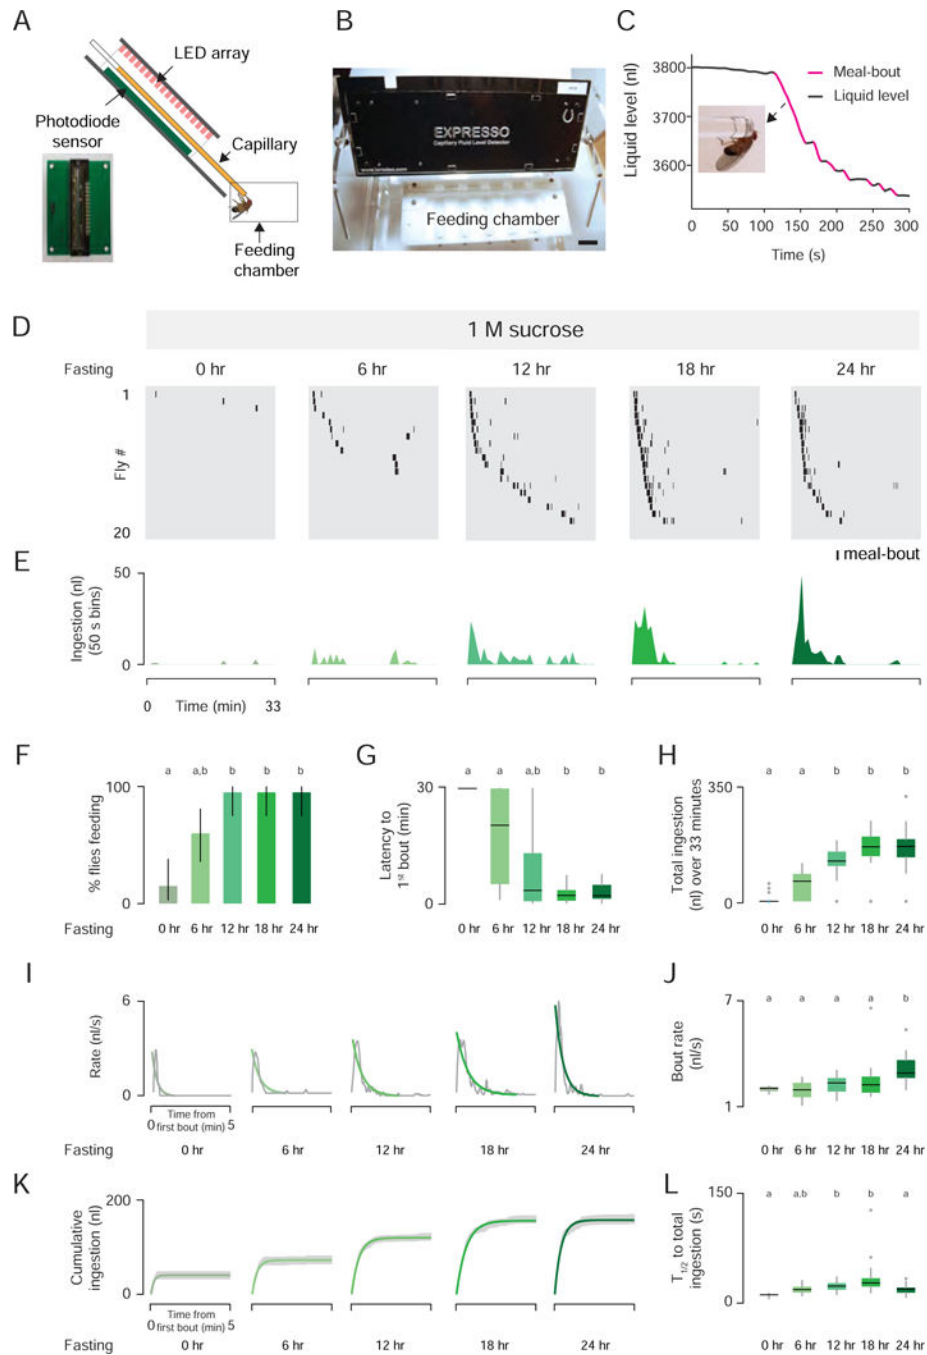 A
LED array
Photodiode
sensor
Capillary
Feeding
chamber
B
EXPRESSO
Capillary Fluid Level Detector
Feeding chamber
C
Liquid level (nl)
3800
3700
3600
Meal-bout
Liquid level
0 50 100 150 200 250 300
Time (s)
D
1 M sucrose
Fasting 0 hr 6 hr 12 hr 18 hr 24 hr
1
Fly #
20
meal-bout
E
Ingestion (nl)
(50 s bins)
50
0
0 Time (min) 33
F
% flies feeding
100
0
a a,b b b b
Fasting 0 hr 6 hr 12 hr 18 hr 24 hr
G
Latency to
1st bout (min)
30
0
a a a,b b b
0 hr 6 hr 12 hr 18 hr 24 hr
H
Total ingestion
(nl) over 33 minutes
350
0
a a b b b
0 hr 6 hr 12 hr 18 hr 24 hr
I
Rate (nl/s)
6
0
0 Time from
first bout (min) 5
Fasting 0 hr 6 hr 12 hr 18 hr 24 hr
J
Bout rate
(nl/s)
7
1
a a a a b
0 hr 6 hr 12 hr 18 hr 24 hr
K
Cumulative
ingestion (nl)
200
0
0 Time from
first bout (min) 5
Fasting 0 hr 6 hr 12 hr 18 hr 24 hr
L
T1/2 to total
ingestion (s)
150
0
a a,b b b a
0 hr 6 hr 12 hr 18 hr 24 hr